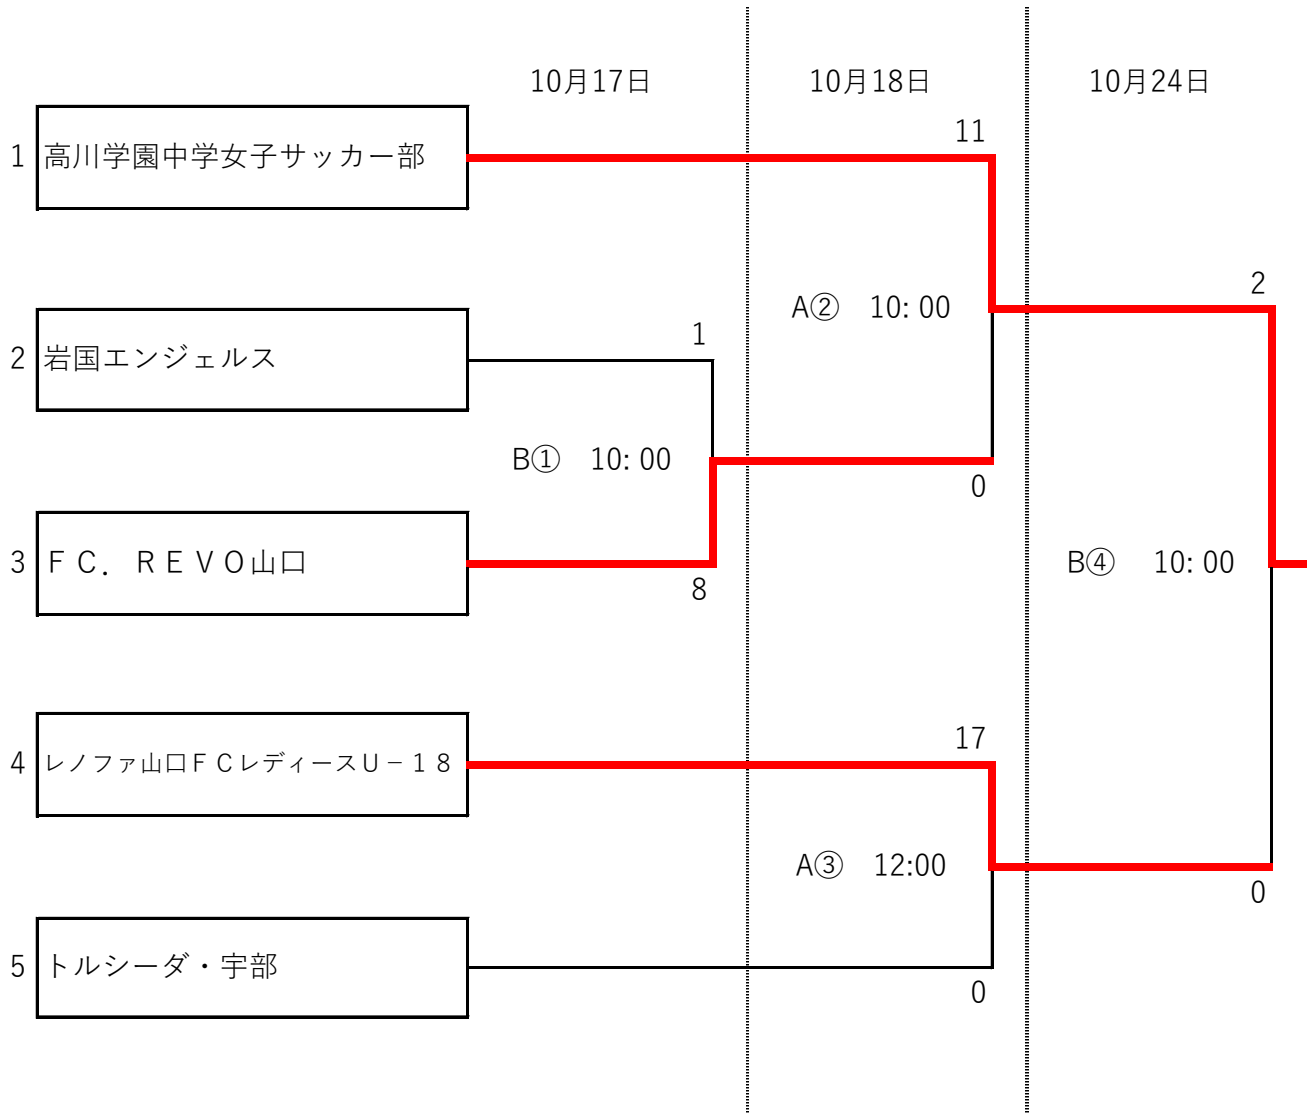 10月17日
10月18日
10月24日
11
1 高川学園中学女子サッカー部
2
A② 10:00
1
2 岩国エンジェルス
B① 10:00
0
3 ＦＣ．ＲＥＶＯ山口
B④ 10:00
8
17
4 レノファ山口ＦＣレディースＵ－１８
A③ 12:00
0
5 トルシーダ・宇部
0